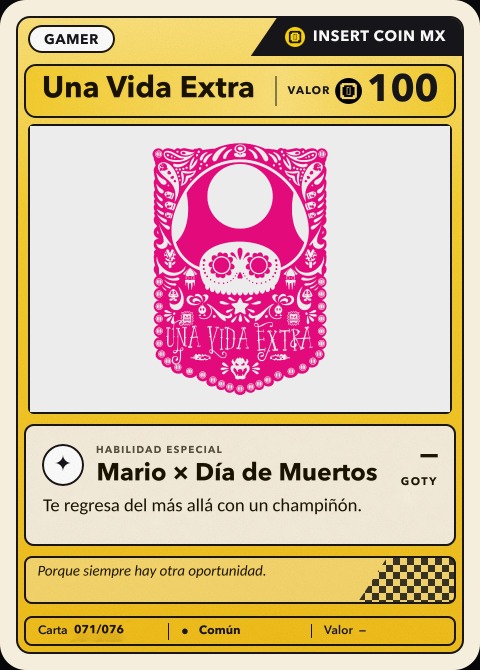 GAMER
INSERT COIN MX
Una Vida Extra
VALOR 100
UNA VIDA EXTRA
HABILIDAD ESPECIAL
Mario × Día de Muertos
—
GOTY
Te regresa del más allá con un champiñón.
Porque siempre hay otra oportunidad.
Carta 071/076 • Común Valor –